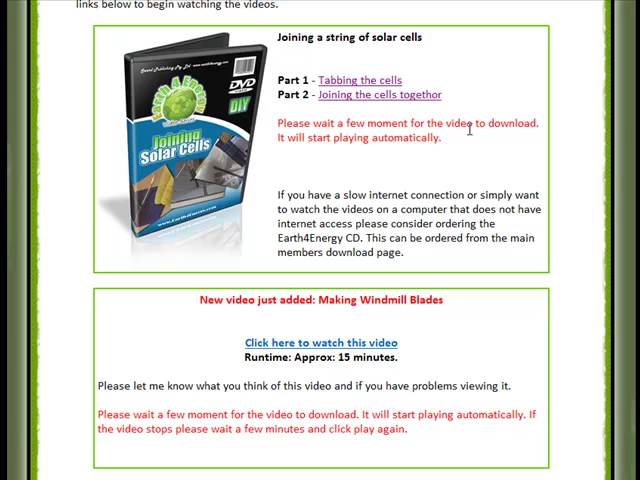 links below to begin watching the videos.
Joining a string of solar cells
Part 1 - Tabbing the cells
Part 2 - Joining the cells togethor
Please wait a few moment for the video to download.
It will start playing automatically.
If you have a slow internet connection or simply want
to watch the videos on a computer that does not have
internet access please consider ordering the
Earth4Energy CD. This can be ordered from the main
members download page.
Earth 4 Energy
DVD
DIY
Joining
Solar Cells
New video just added: Making Windmill Blades
Click here to watch this video
Runtime: Approx: 15 minutes.
Please let me know what you think of this video and if you have problems viewing it.
Please wait a few moment for the video to download. It will start playing automatically. If
the video stops please wait a few minutes and click play again.